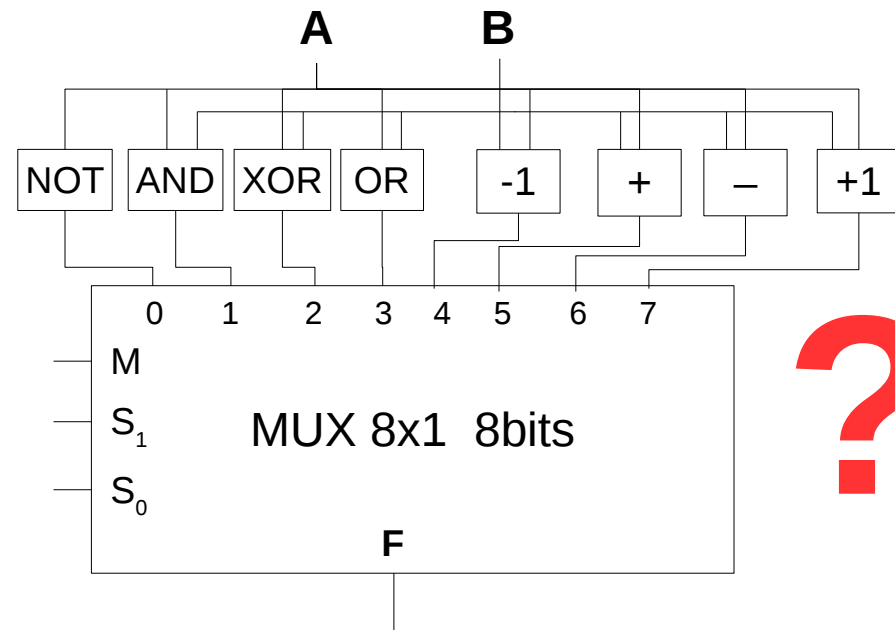 A B
NOT AND XOR OR -1 + – +1
0 1 2 3 4 5 6 7
M
S1
MUX 8x1 8bits
S0
F
?